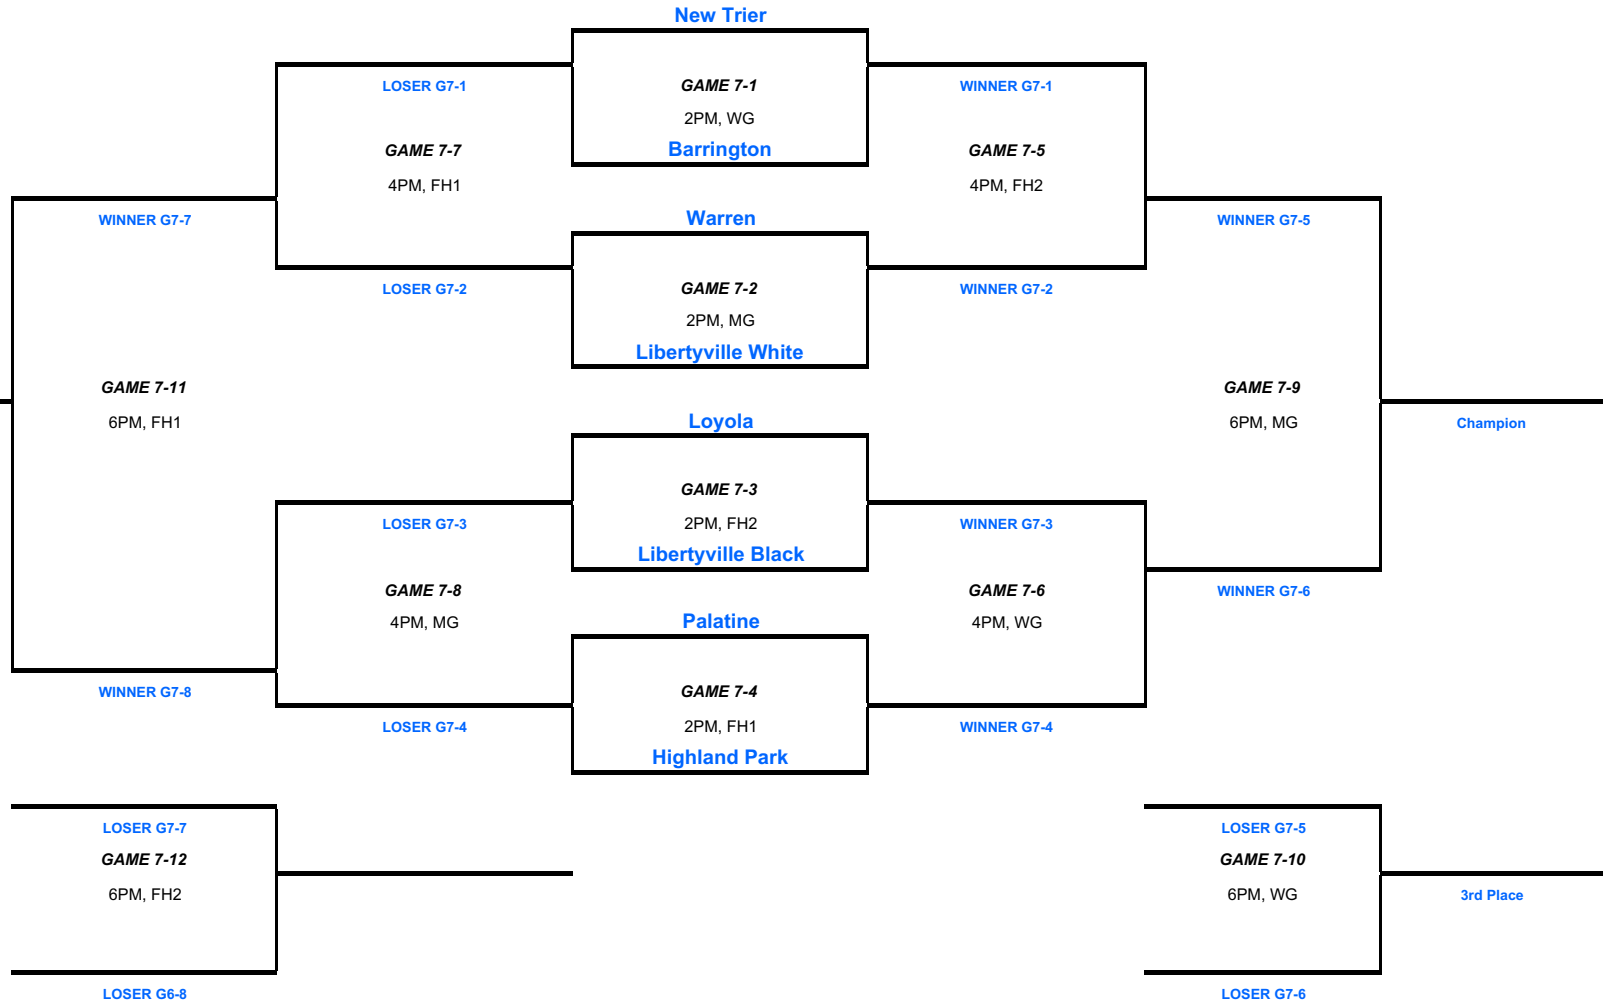 New Trier
LOSER G7-1
GAME 7-1
WINNER G7-1
2PM, WG
GAME 7-7
Barrington
GAME 7-5
4PM, FH1
4PM, FH2
WINNER G7-7
Warren
WINNER G7-5
LOSER G7-2
GAME 7-2
WINNER G7-2
2PM, MG
Libertyville White
GAME 7-11
GAME 7-9
6PM, FH1
Loyola
6PM, MG
Champion
GAME 7-3
LOSER G7-3
2PM, FH2
WINNER G7-3
Libertyville Black
GAME 7-8
GAME 7-6
WINNER G7-6
4PM, MG
Palatine
4PM, WG
WINNER G7-8
GAME 7-4
LOSER G7-4
2PM, FH1
WINNER G7-4
Highland Park
LOSER G7-7
LOSER G7-5
GAME 7-12
GAME 7-10
6PM, FH2
6PM, WG
3rd Place
LOSER G6-8
LOSER G7-6